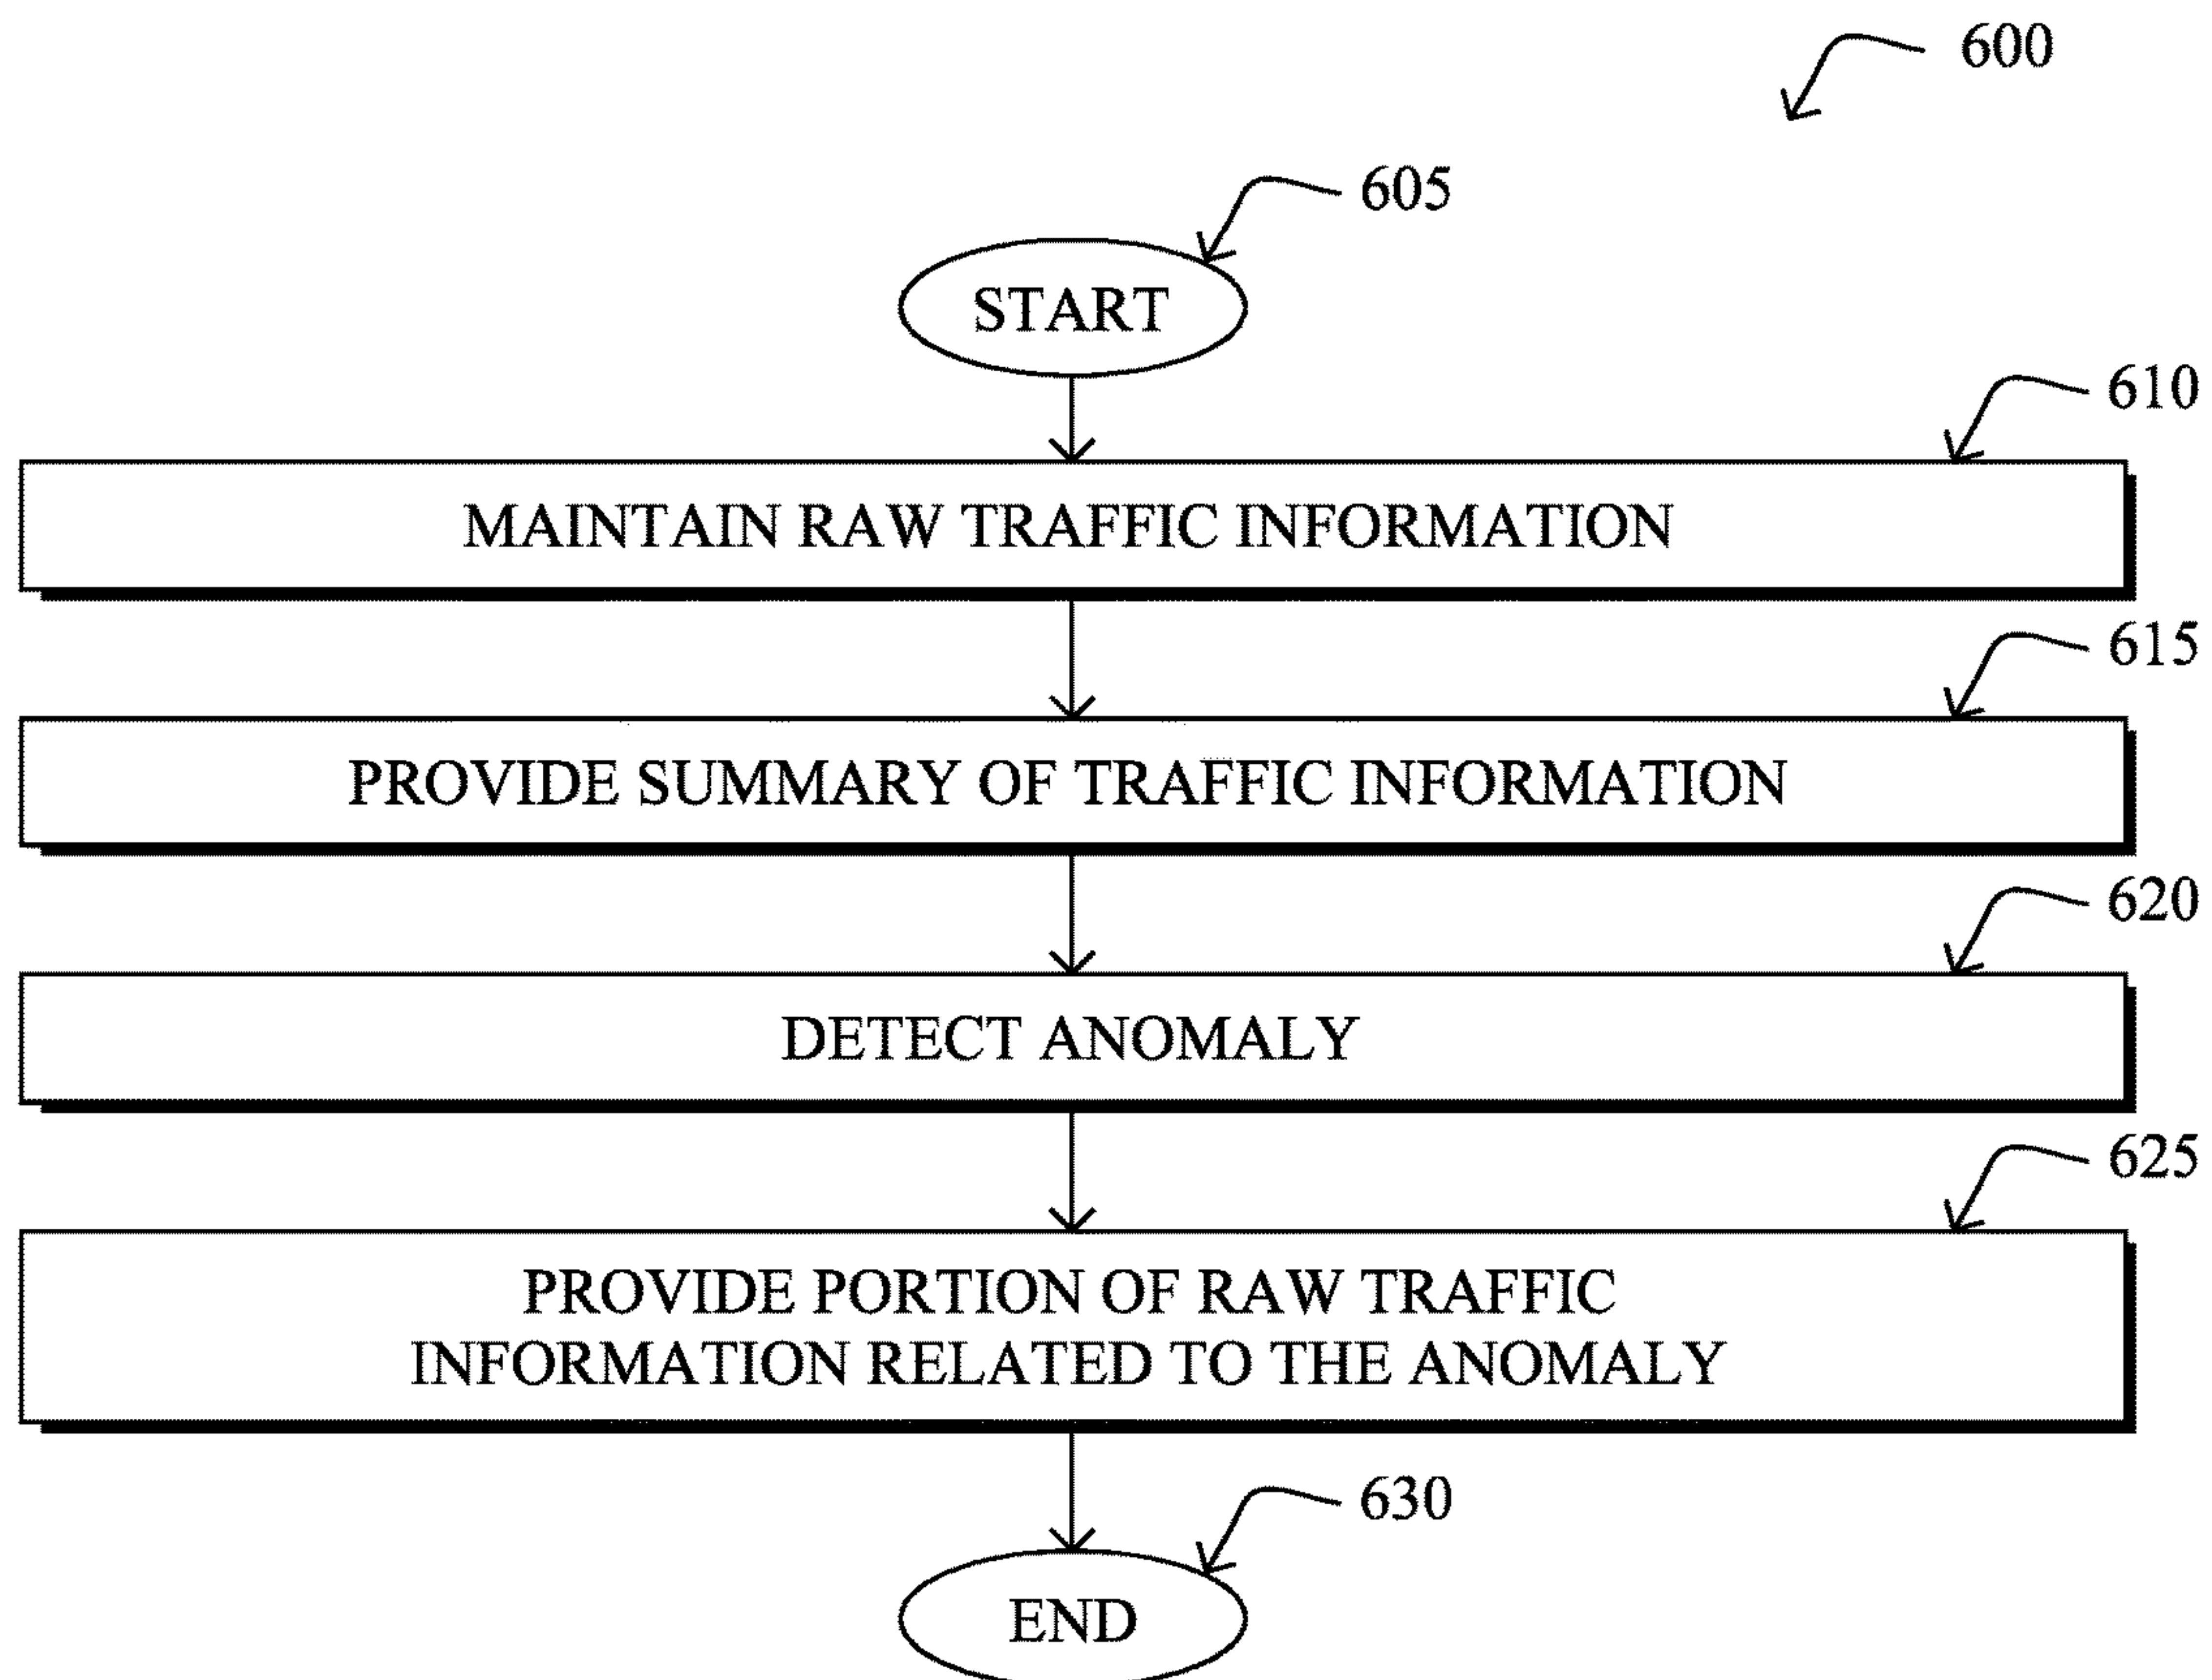 600
605
START
610
MAINTAIN RAW TRAFFIC INFORMATION
615
PROVIDE SUMMARY OF TRAFFIC INFORMATION
620
DETECT ANOMALY
625
PROVIDE PORTION OF RAW TRAFFIC
INFORMATION RELATED TO THE ANOMALY
630
END